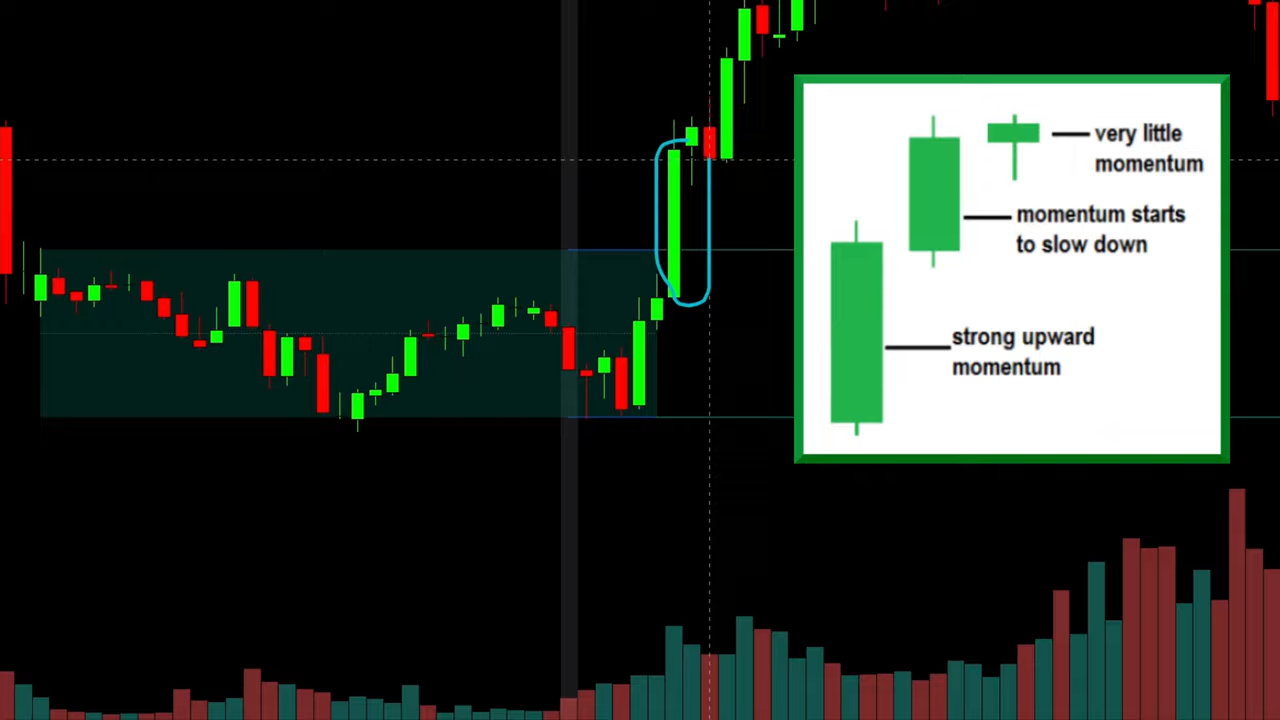 very little
momentum
momentum starts
to slow down
strong upward
momentum